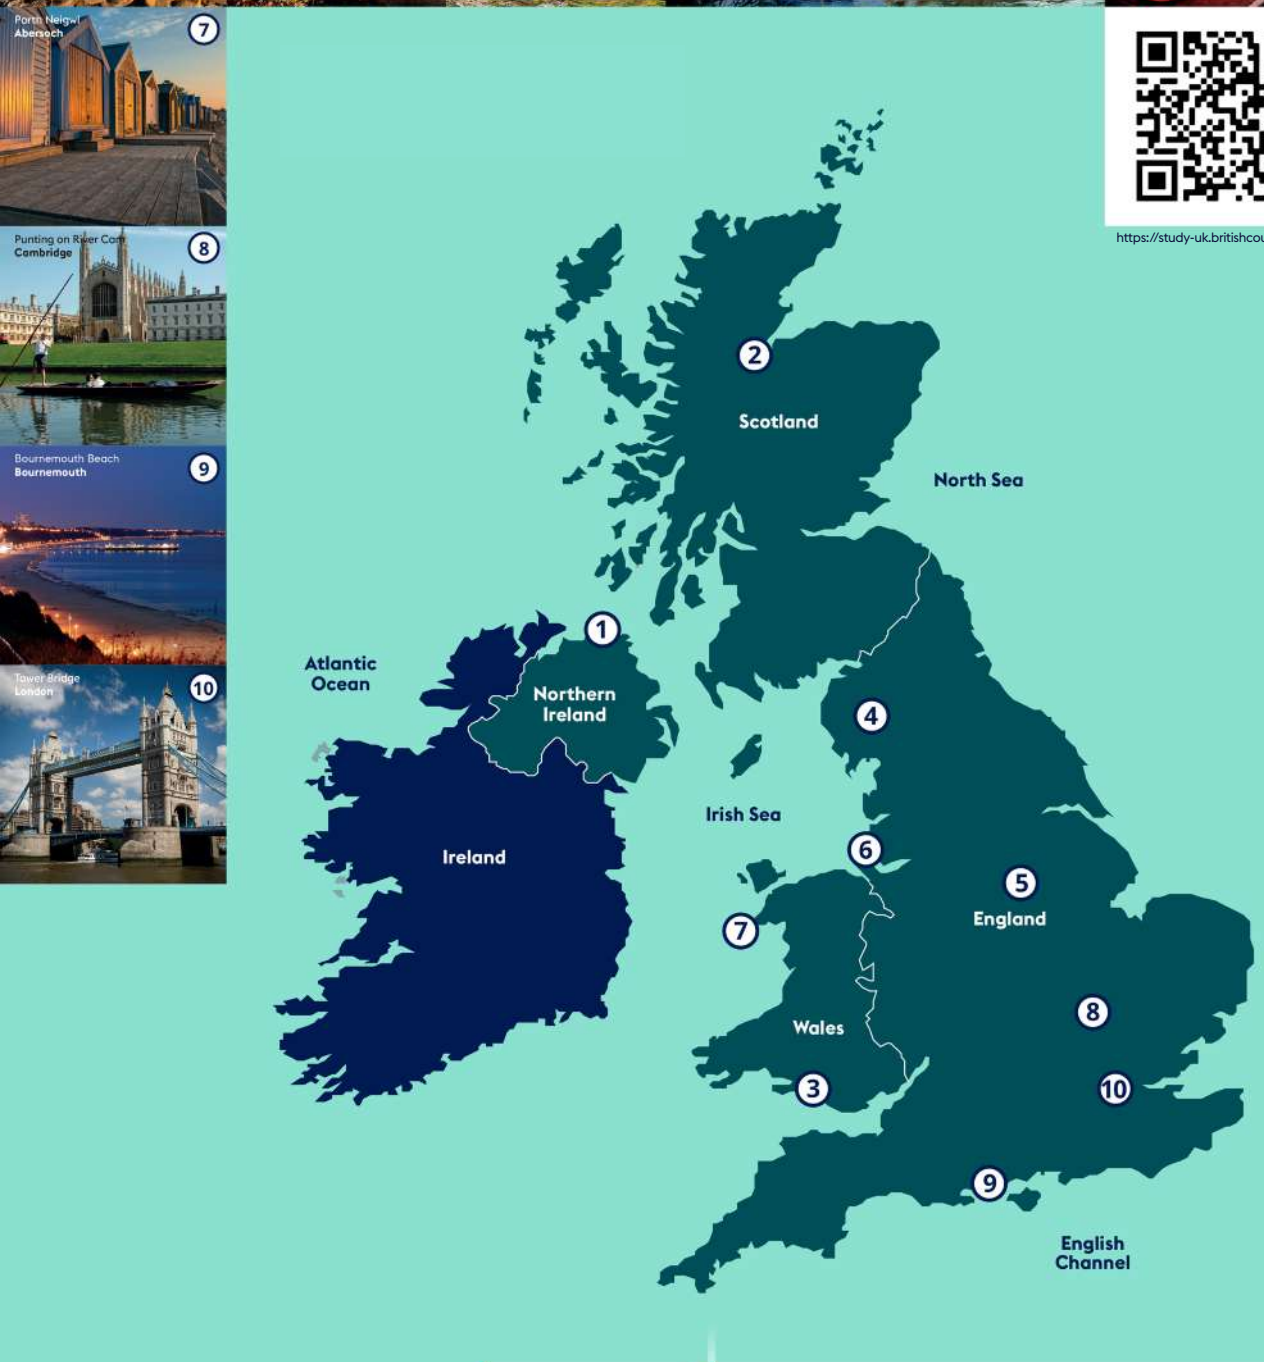 Porth Neigwl
Abersoch
7
Punting on River Cam
Cambridge
8
Bournemouth Beach
Bournemouth
9
Tower Bridge
London
10
https://study-uk.britishcou
2
Scotland
North Sea
1
Atlantic
Ocean
Northern
Ireland
4
Irish Sea
Ireland
6
5
England
7
8
Wales
3
10
9
English
Channel